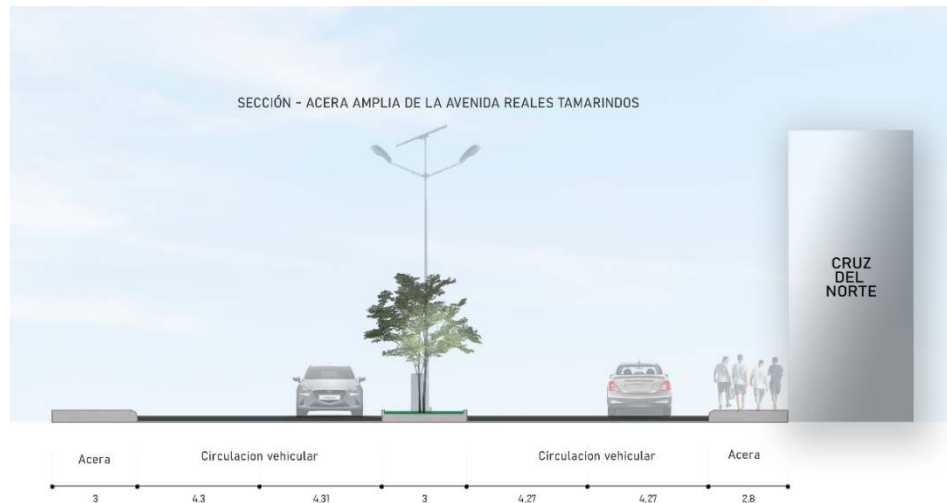 SECCIÓN - ACERA AMPLIA DE LA AVENIDA REALES TAMARINDOS
CRUZ
DEL
NORTE
Acera
Circulacion vehicular
Circulacion vehicular
Acera
3
4.3
4.31
3
4.27
4.27
2.8